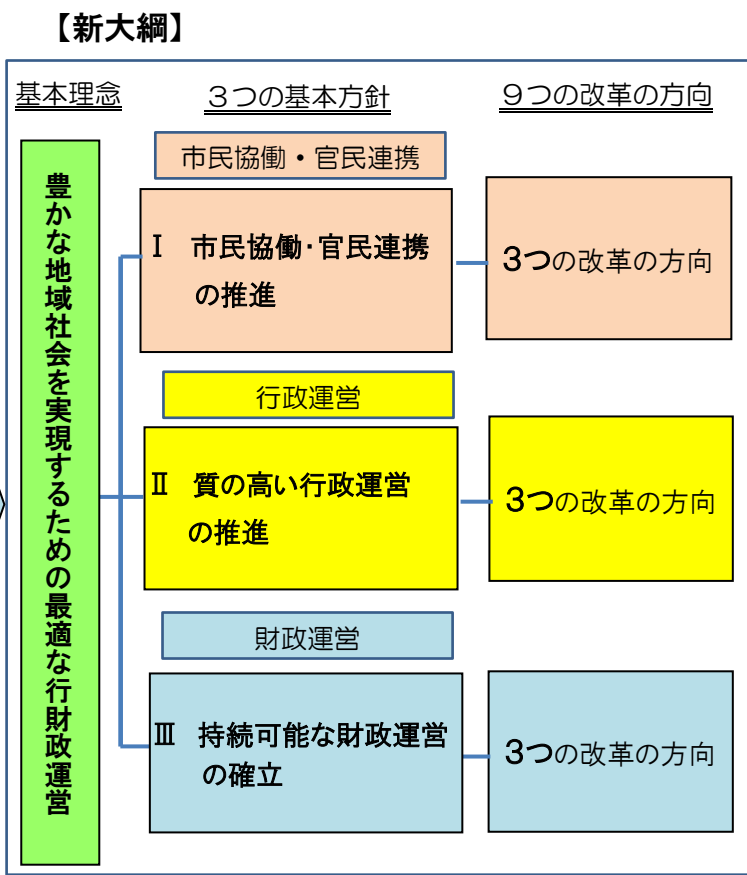 【新大綱】
基本理念
3つの基本方針
9つの改革の方向
豊かな地域社会を実現するための最適な行財政運営
市民協働・官民連携
Ⅰ 市民協働・官民連携
の推進
3つの改革の方向
行政運営
Ⅱ 質の高い行政運営
の推進
3つの改革の方向
財政運営
Ⅲ 持続可能な財政運営
の確立
3つの改革の方向